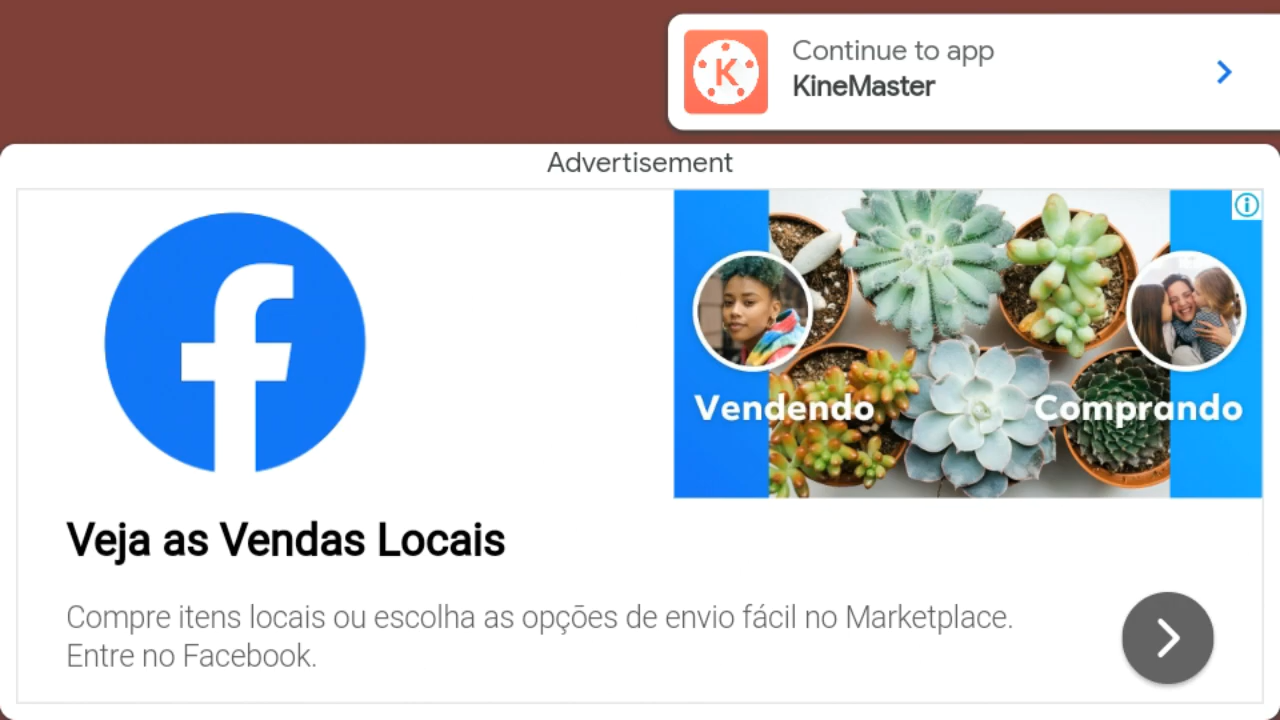 Continue to app
K
KineMaster
Advertisement
Vendendo
Comprando
Veja as Vendas Locais
Compre itens locais ou escolha as opções de envio fácil no Marketplace.
Entre no Facebook.